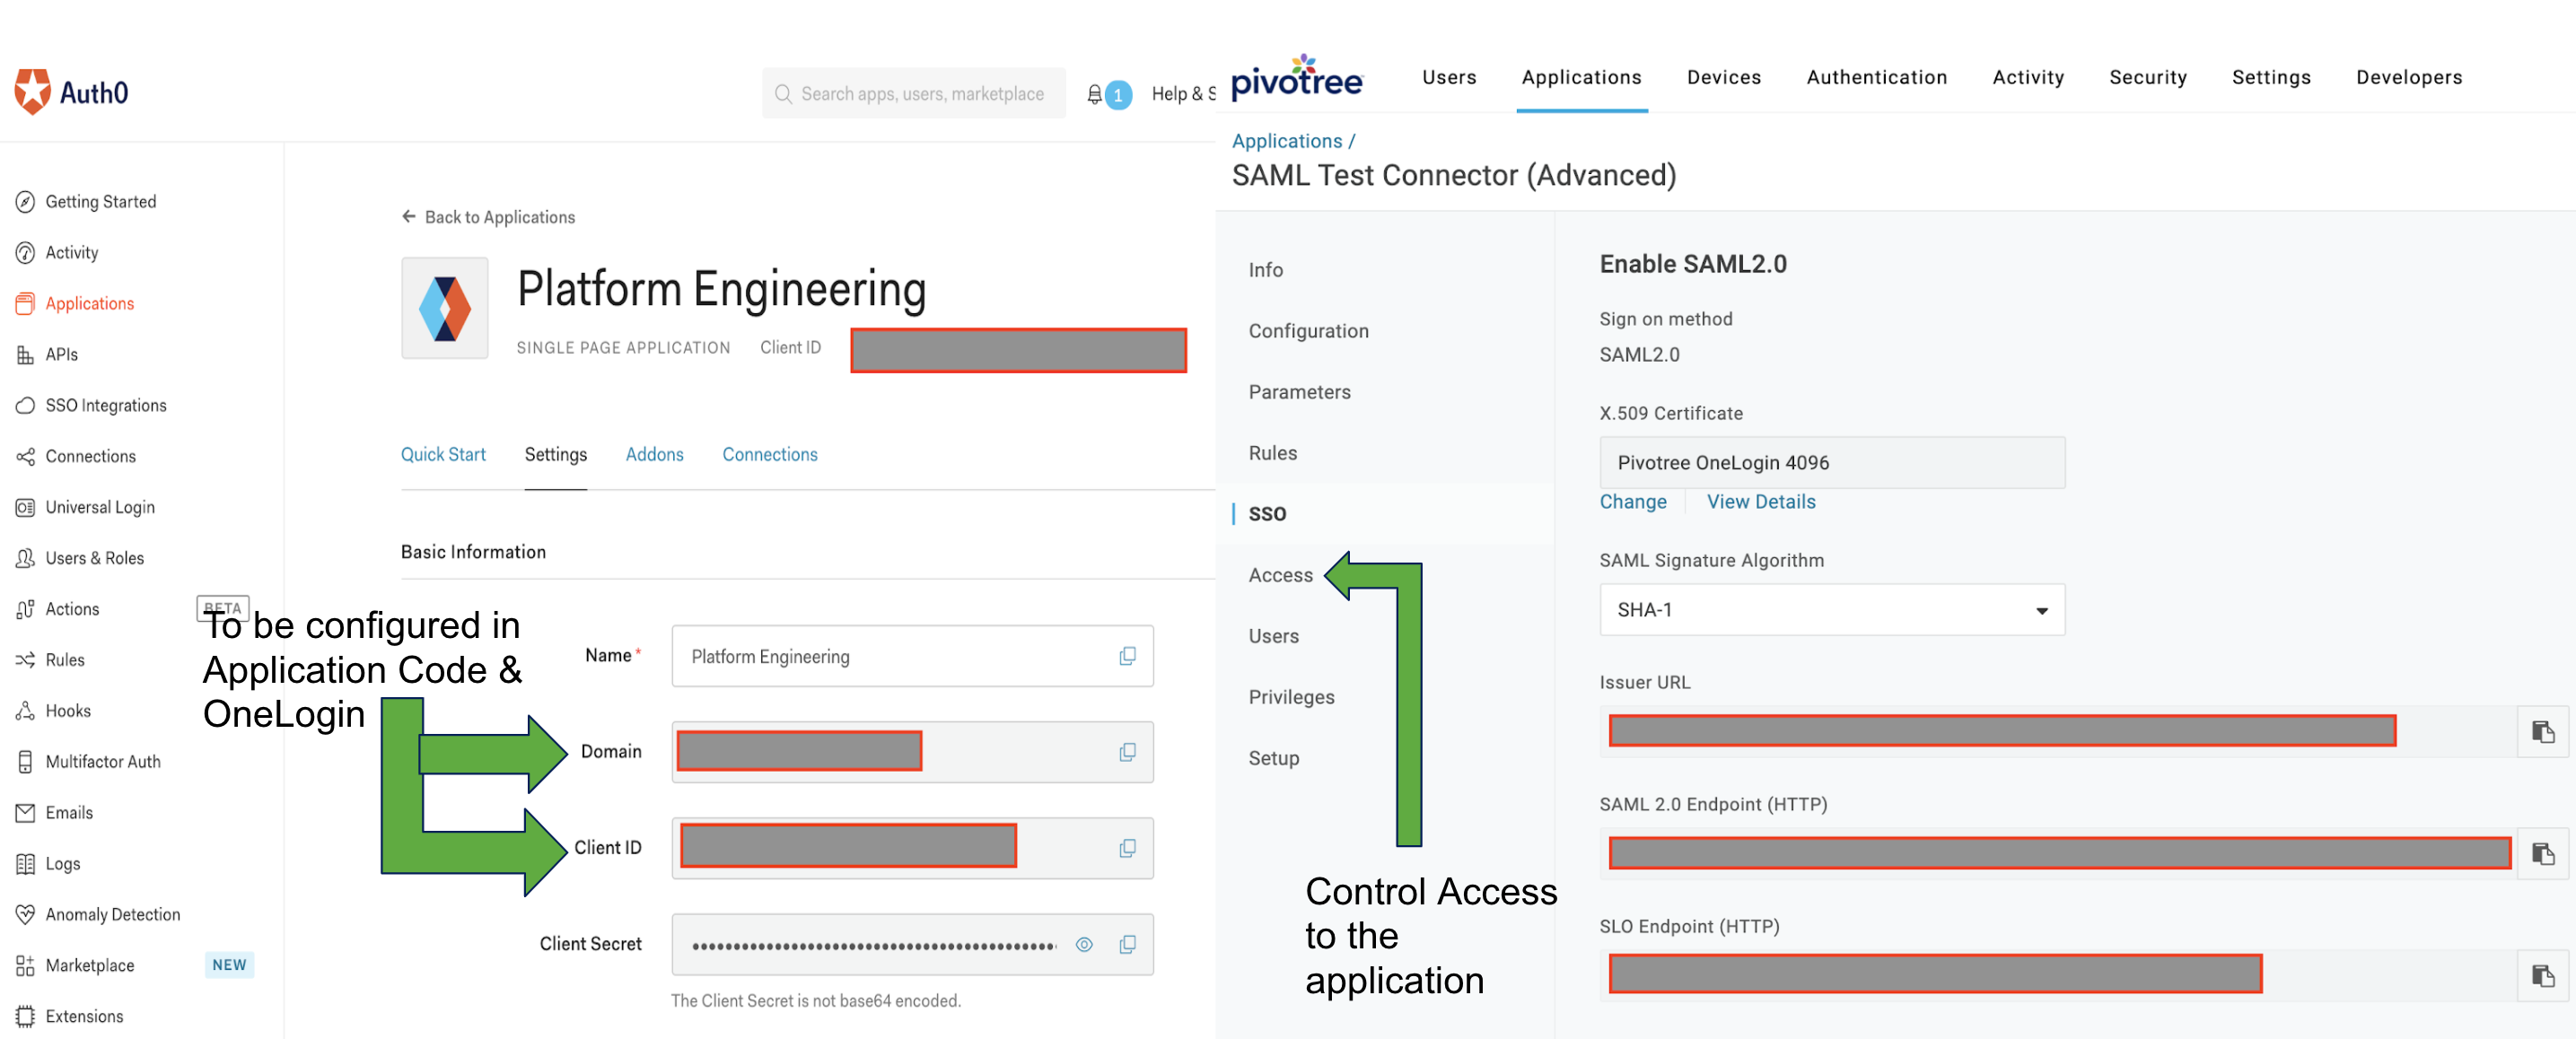 Auth0
Search apps, users, marketplace
1
Help & S
Getting Started
Activity
Applications
APIs
SSO Integrations
Connections
Universal Login
Users & Roles
Actions
BETA
Rules
Hooks
Multifactor Auth
Emails
Logs
Anomaly Detection
Marketplace
NEW
Extensions
Back to Applications
Platform Engineering
SINGLE PAGE APPLICATION Client ID
Quick Start Settings Addons Connections
Basic Information
To be configured in
Application Code &
OneLogin
Name *
Platform Engineering
Domain
Client ID
Client Secret
The Client Secret is not base64 encoded.
pivotree
Users Applications Devices Authentication Activity Security Settings Developers
Applications /
SAML Test Connector (Advanced)
Info
Configuration
Parameters
Rules
SSO
Access
Users
Privileges
Setup
Control Access
to the
application
Enable SAML2.0
Sign on method
SAML2.0
X.509 Certificate
Pivotree OneLogin 4096
Change View Details
SAML Signature Algorithm
SHA-1
Issuer URL
SAML 2.0 Endpoint (HTTP)
SLO Endpoint (HTTP)